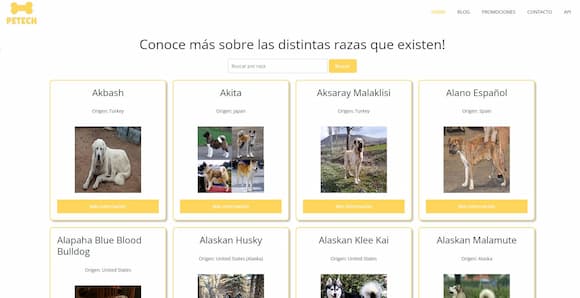 PETECH
HOME BLOG PROMOCIONES CONTACTO API
Conoce más sobre las distintas razas que existen!
Buscar por raza Buscar
Akbash Akita Aksaray Malaklisi Alano Español
Origen: Turkey Origen: Japan Origen: Turkey Origen: Spain
Más información Más información Más información Más información
Alapaha Blue Blood Bulldog
Alaskan Husky Alaskan Klee Kai Alaskan Malamute
Origen: United States Origen: United States (Alaska) Origen: United States Origen: Alaska